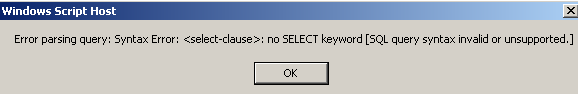 Windows Script Host
Error parsing query: Syntax Error: <select-clause>: no SELECT keyword [SQL query syntax invalid or unsupported.]
OK